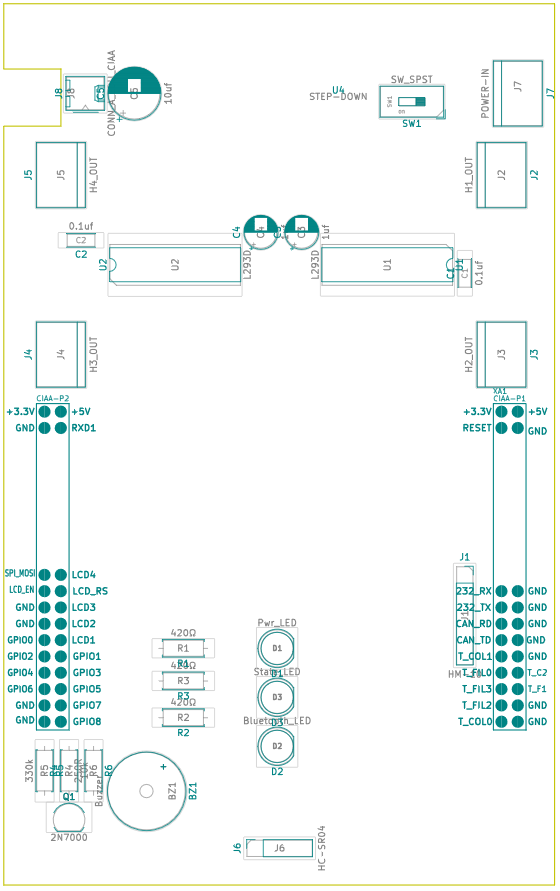 SW_SPST
U4
STEP-DOWN
SW1
ON
SW1
POWER-IN
J7
J7
J8
J8
C5
CONN_
CIAA
C5
10uf
J5
J5
H4_OUT
H1_OUT
J2
J2
0.1uf
C2
C2
U2
U2
L293D
C4
C4
C3
C3
1uf
L293D
U1
U1
C1
C1
0.1uf
J4
J4
H3_OUT
H2_OUT
J3
J3
CIAA-P2
+3.3V +5V
GND RXD1
SPI_MOSI LCD4
LCD_EN LCD_RS
GND LCD3
GND LCD2
GPIO0 LCD1
GPIO2 GPIO1
GPIO4 GPIO3
GPIO6 GPIO5
GND GPIO7
GND GPIO8
XA1
CIAA-P1
+3.3V +5V
RESET GND
J1
232_RX GND
232_TX GND
CAN_RD GND
CAN_TD GND
T_COL1 GND
T_FIL0 T_C2
T_FIL3 T_F1
T_FIL2 GND
T_COL0 GND
420Ω
R1
R1
420Ω
R3
R3
420Ω
R2
R2
Pwr_LED
D1
D1
D3
D3
Bluetooth_LED
D2
D2
330k
R5
R5
R4
R4
R6
R6
Buzzer
BZ1
BZ1
Q1
2N7000
J6
J6
HC-SR04